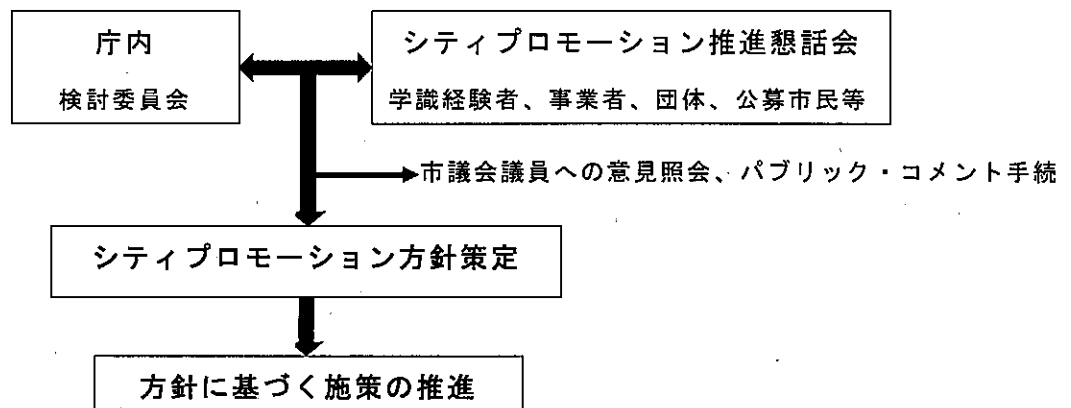 庁内
検討委員会
シティプロモーション推進懇話会
学識経験者、事業者、団体、公募市民等
市議会議員への意見照会、パブリック・コメント手続
シティプロモーション方針策定
方針に基づく施策の推進